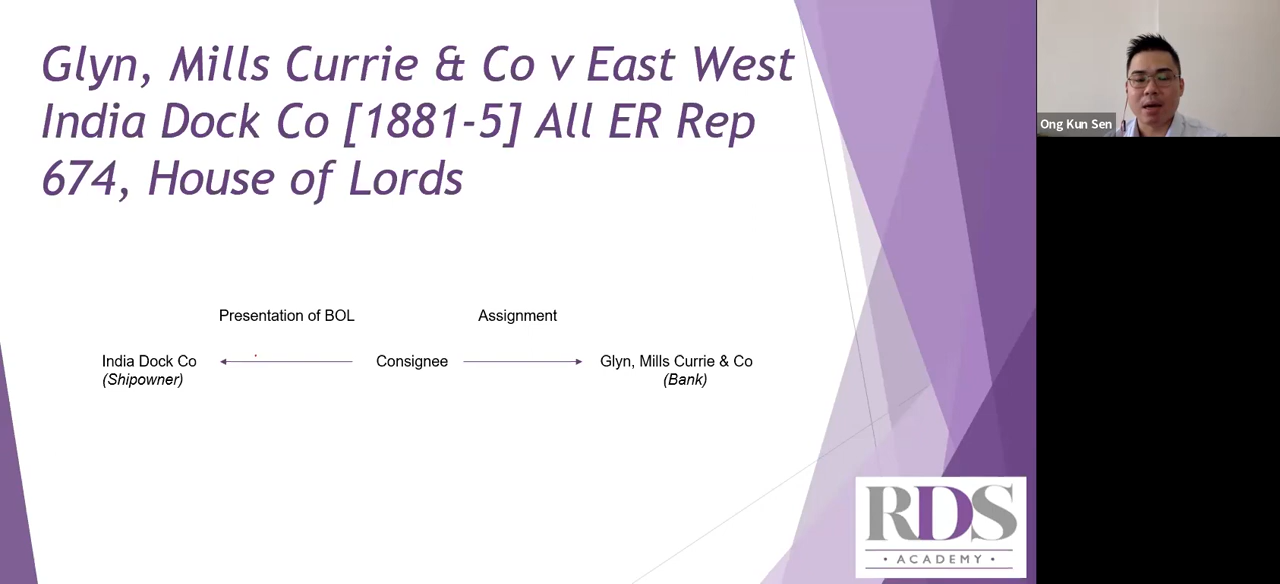 Glyn, Mills Currie & Co v East West
India Dock Co [1881-5] All ER Rep
674, House of Lords
Ong Kun Sen
Presentation of BOL
Assignment
India Dock Co
(Shipowner)
Consignee
Glyn, Mills Currie & Co
(Bank)
RDS
• ACADEMY •